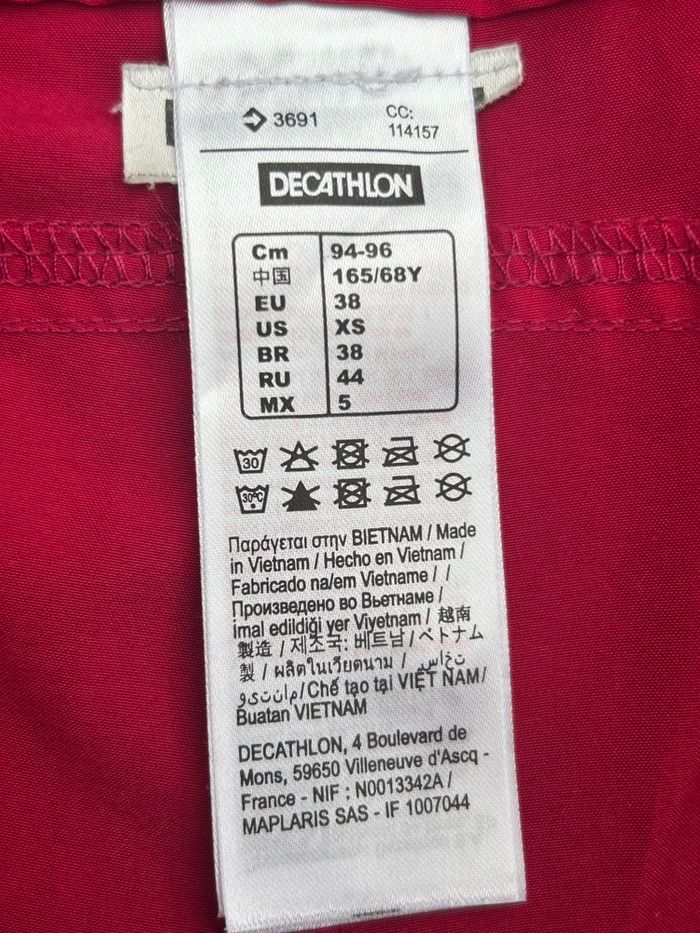 3691
CC:
114157
DECATHLON
Cm 94-96
中国 165/68Y
EU 38
US XS
BR 38
RU 44
MX 5
30
30°C
Παράγεται στην ΒΙΕΤΝΑΜ / Made
in Vietnam / Hecho en Vietnam /
Fabricado na/em Vietname / /
Произведено во Вьетнаме /
İmal edildiği yer Viyetnam / 越南
製造 / 제조국: 베트남 / ベトナム
製 / ผลิตในเวียดนาม /
/ Chế tạo tại VIỆT NAM/
Buatan VIETNAM
DECATHLON, 4 Boulevard de
Mons, 59650 Villeneuve d'Ascq -
France - NIF : N0013342A /
MAPLARIS SAS - IF 1007044